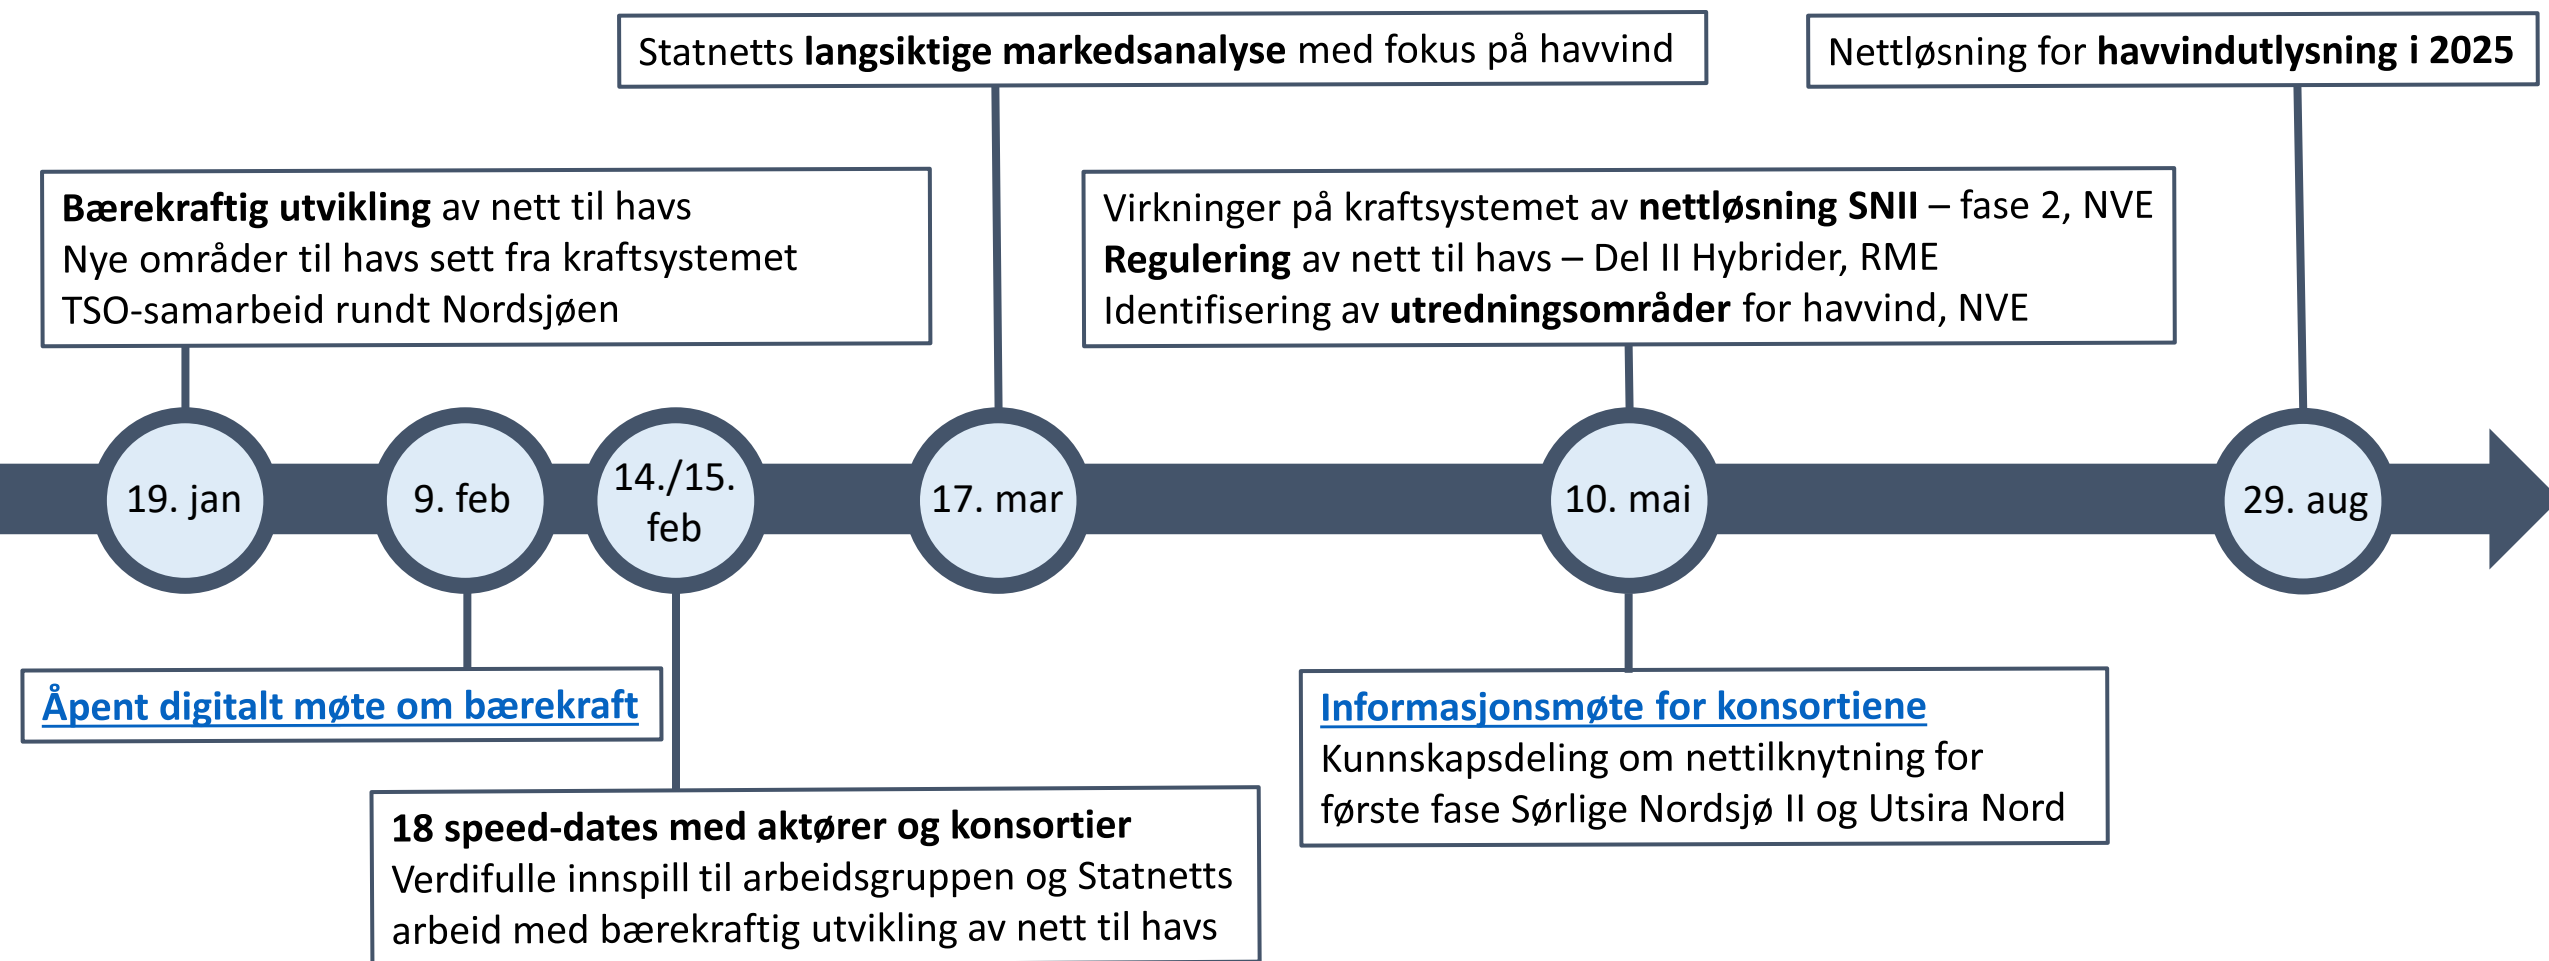 Statnetts langsiktige markedsanalyse med fokus på havvind
Nettløsning for havvindutlysning i 2025
Bærekraftig utvikling av nett til havs
Nye områder til havs sett fra kraftsystemet
TSO-samarbeid rundt Nordsjøen
Virkninger på kraftsystemet av nettløsning SNII – fase 2, NVE
Regulering av nett til havs – Del II Hybrider, RME
Identifisering av utredningsområder for havvind, NVE
19. jan
9. feb
14./15.
feb
17. mar
10. mai
29. aug
Åpent digitalt møte om bærekraft
18 speed-dates med aktører og konsortier
Verdifulle innspill til arbeidsgruppen og Statnetts
arbeid med bærekraftig utvikling av nett til havs
Informasjonsmøte for konsortiene
Kunnskapsdeling om nettilknytning for
første fase Sørlige Nordsjø II og Utsira Nord